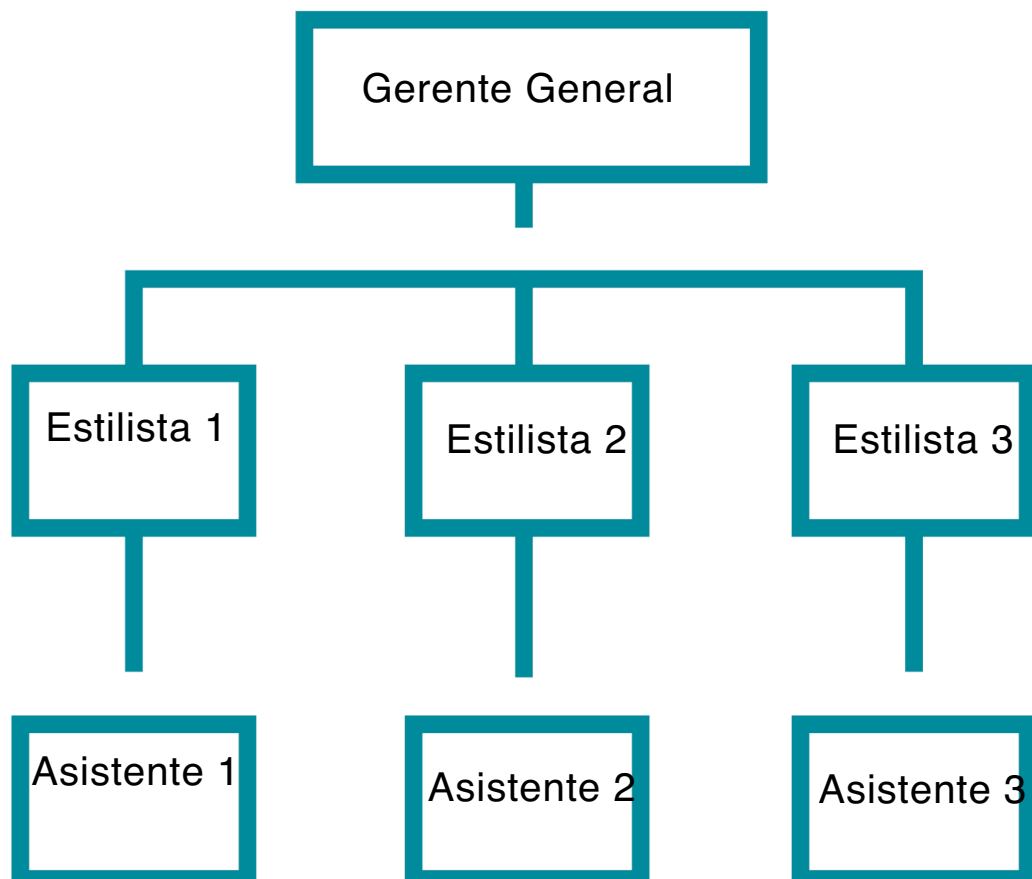 Gerente General
Estilista 1
Estilista 2
Estilista 3
Asistente 1
Asistente 2
Asistente 3